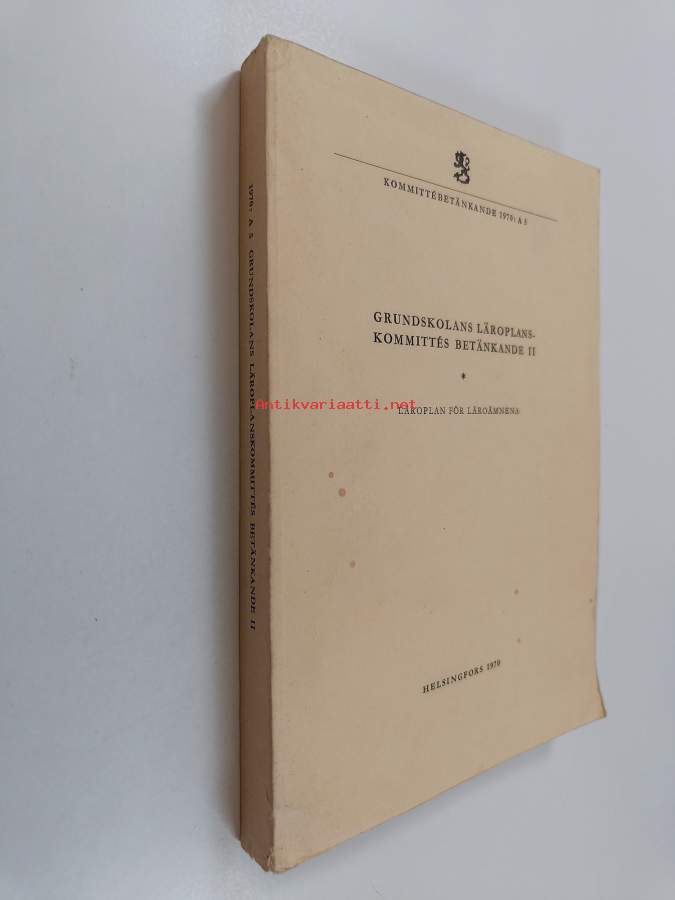 KOMMITTÉBETÄNKANDE 1970: A 5
GRUNDSKOLANS LÄROPLANS-
KOMMITTÉS BETÄNKANDE II
*
LÄROPLAN FÖR LÄROÄMNENA
HELSINGFORS 1970
1970: A 5 GRUNDSKOLANS LÄROPLANSKOMMITTÉS BETÄNKANDE II
Antikvariaatti.net